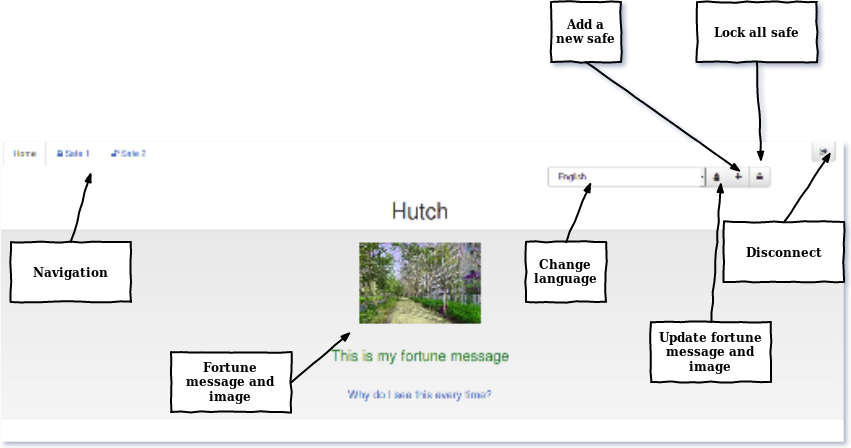 Add a
new safe
Lock all safe
Home
Safe 1
Safe 2
English
Hutch
Navigation
Change
language
Disconnect
Fortune
message and
image
This is my fortune message
Update fortune
message and
image
Why do I see this every time?